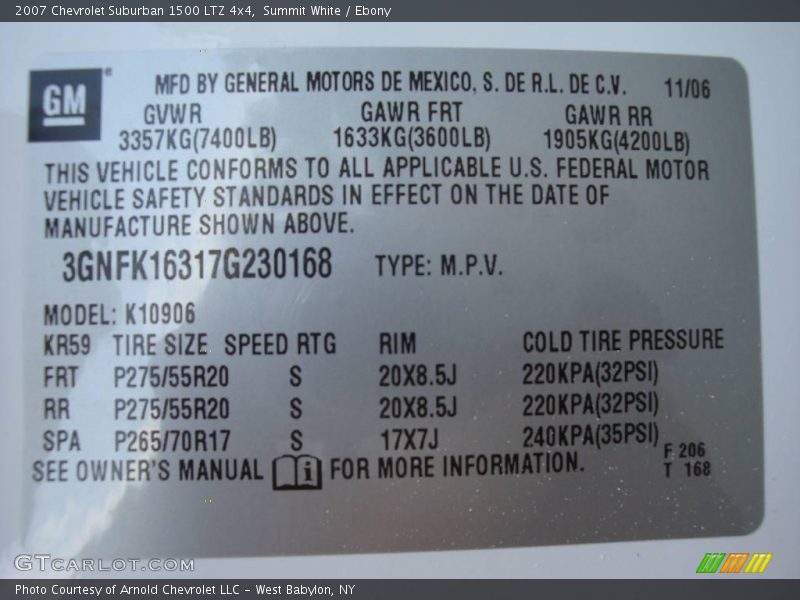 2007 Chevrolet Suburban 1500 LTZ 4x4, Summit White / Ebony
GM
MFD BY GENERAL MOTORS DE MEXICO, S. DE R.L. DE C.V. 11/06
GVWR GAWR FRT GAWR RR
3357KG(7400LB) 1633KG(3600LB) 1905KG(4200LB)
THIS VEHICLE CONFORMS TO ALL APPLICABLE U.S. FEDERAL MOTOR
VEHICLE SAFETY STANDARDS IN EFFECT ON THE DATE OF
MANUFACTURE SHOWN ABOVE.
3GNFK16317G230168 TYPE: M.P.V.
MODEL: K10906
KR59 TIRE SIZE SPEED RTG RIM COLD TIRE PRESSURE
FRT P275/55R20 S 20X8.5J 220KPA(32PSI)
RR P275/55R20 S 20X8.5J 220KPA(32PSI)
SPA P265/70R17 S 17X7J 240KPA(35PSI)
SEE OWNER'S MANUAL i FOR MORE INFORMATION.
F 206
T 168
GTCARLOT.COM
Photo Courtesy of Arnold Chevrolet LLC - West Babylon, NY